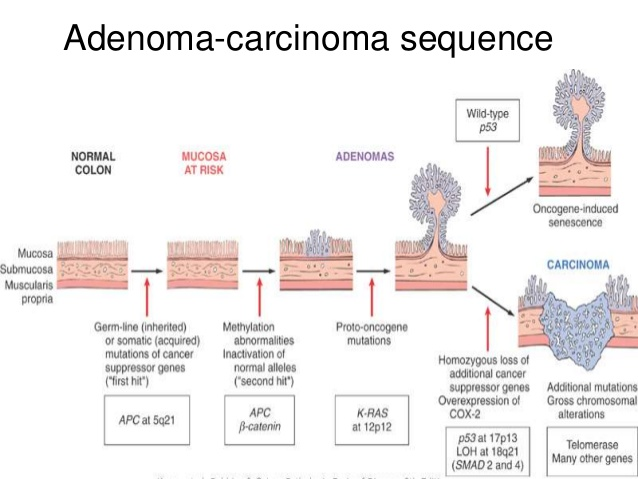 Adenoma-carcinoma sequence
Wild-type
p53
NORMAL
COLON
MUCOSA
AT RISK
ADENOMAS
Oncogene-induced
senescence
CARCINOMA
Mucosa
Submucosa
Muscularis
propria
Germ-line (inherited)
or somatic (acquired)
mutations of cancer
suppressor genes
("first hit")
Methylation
abnormalities
Inactivation of
normal alleles
("second hit")
Proto-oncogene
mutations
Homozygous loss of
additional cancer
suppressor genes
Overexpression of
COX-2
Additional mutations
Gross chromosomal
alterations
APC at 5q21
APC
β-catenin
K-RAS
at 12p12
p53 at 17p13
LOH at 18q21
(SMAD 2 and 4)
Telomerase
Many other genes